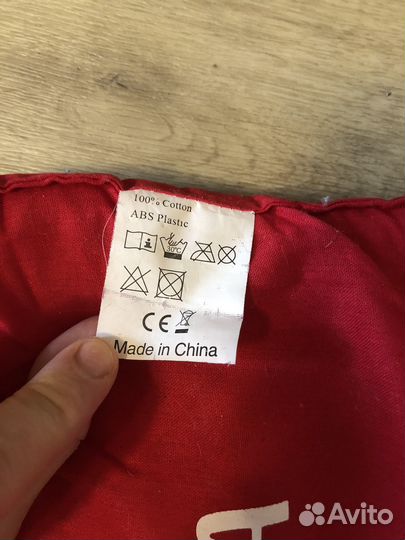 100% Cotton
ABS Plastic
30°C
CE
Made in China
Avito